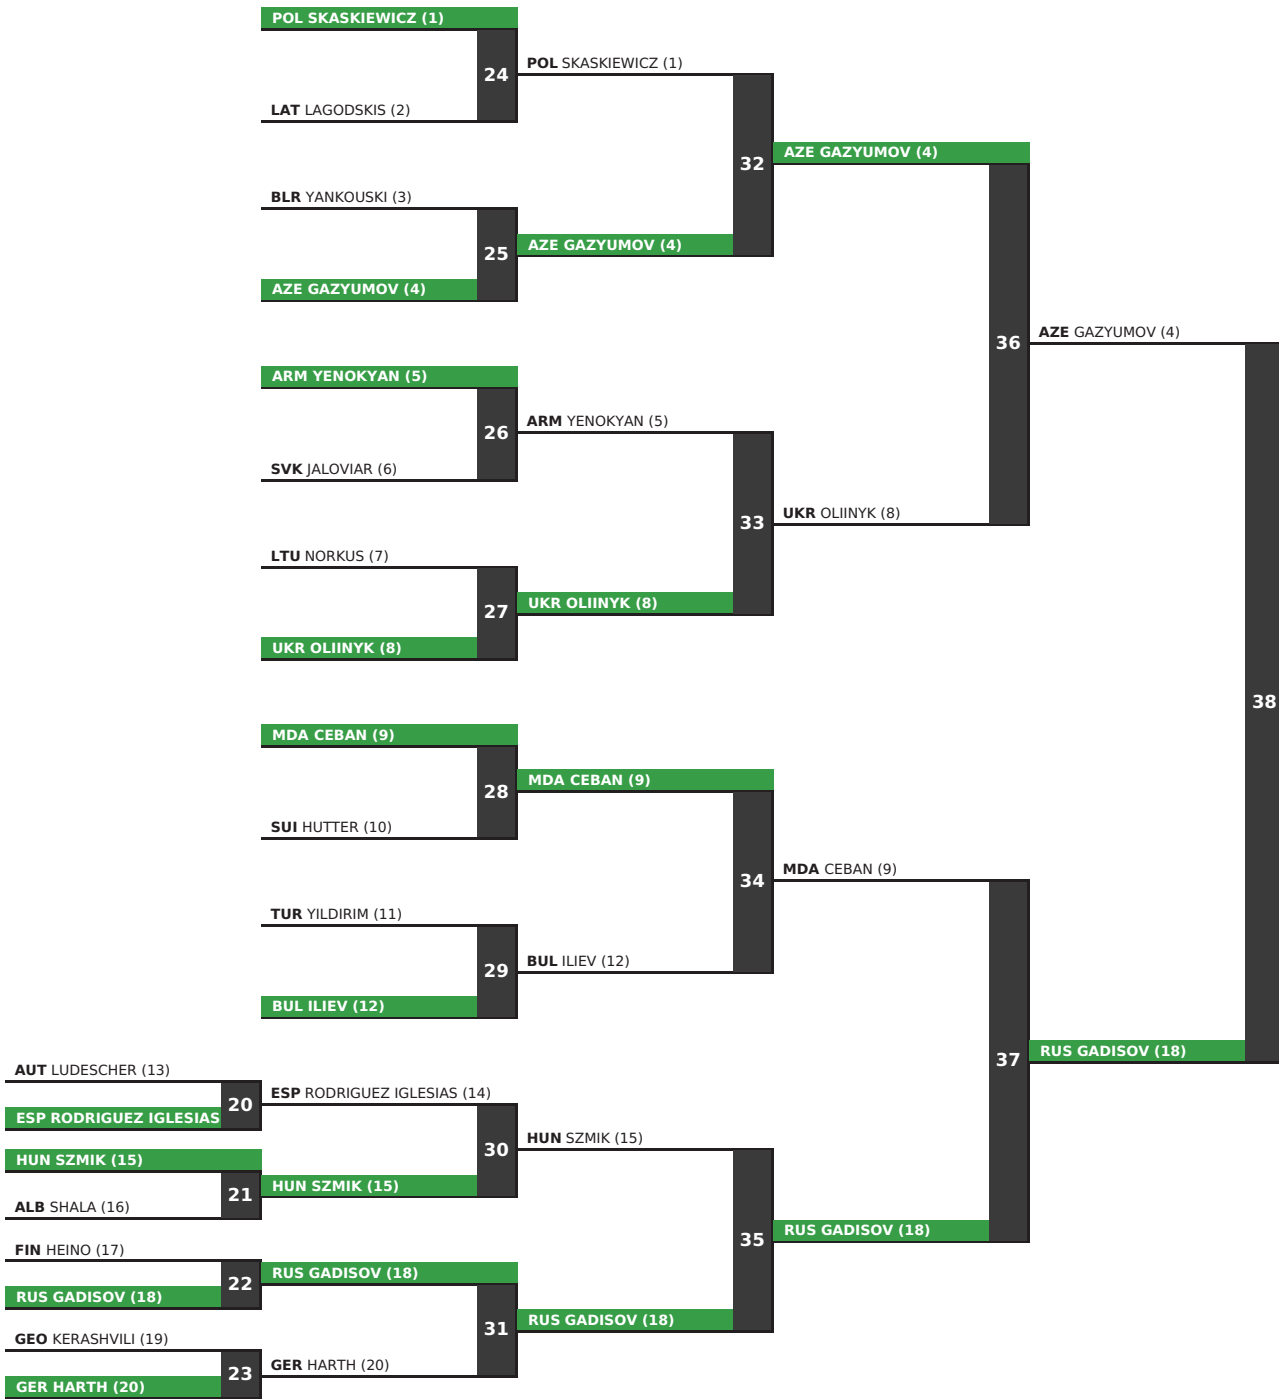 POL SKASKIEWICZ (1)
24
POL SKASKIEWICZ (1)
LAT LAGODSKIS (2)
32
AZE GAZYUMOV (4)
BLR YANKOUSKI (3)
25
AZE GAZYUMOV (4)
AZE GAZYUMOV (4)
36
AZE GAZYUMOV (4)
ARM YENOKYAN (5)
26
ARM YENOKYAN (5)
SVK JALOVIAR (6)
33
UKR OLIINYK (8)
LTU NORKUS (7)
27
UKR OLIINYK (8)
UKR OLIINYK (8)
38
MDA CEBAN (9)
28
MDA CEBAN (9)
SUI HUTTER (10)
34
MDA CEBAN (9)
TUR YILDIRIM (11)
29
BUL ILIEV (12)
BUL ILIEV (12)
37
RUS GADISOV (18)
AUT LUDESCHER (13)
20
ESP RODRIGUEZ IGLESIAS (14)
ESP RODRIGUEZ IGLESIAS
30
HUN SZMIK (15)
HUN SZMIK (15)
21
HUN SZMIK (15)
ALB SHALA (16)
35
RUS GADISOV (18)
FIN HEINO (17)
22
RUS GADISOV (18)
RUS GADISOV (18)
31
RUS GADISOV (18)
GEO KERASHVILI (19)
23
GER HARTH (20)
GER HARTH (20)